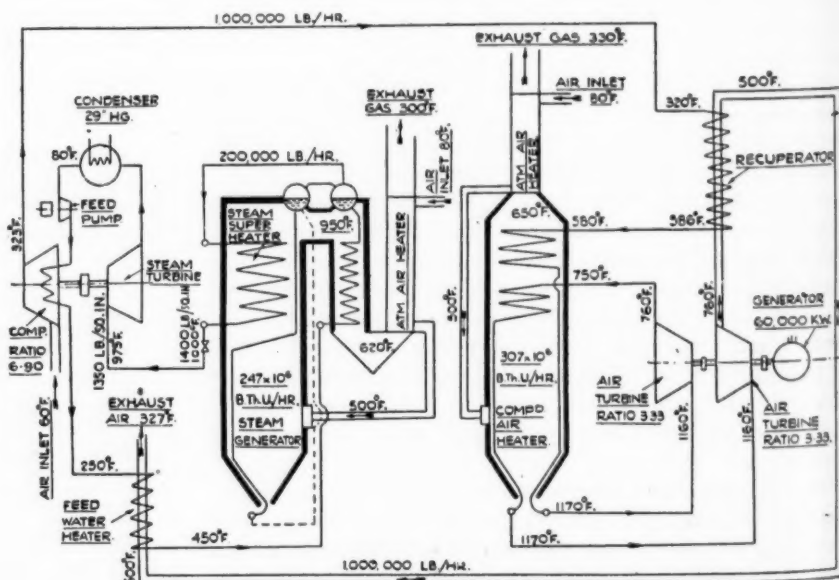 1,000,000 LB/HR.
EXHAUST GAS 330°F.
EXHAUST
GAS 300°F.
AIR INLET
80°F.
500°F.
CONDENSER
29" HG.
320°F.
80°F.
200,000 LB/HR.
AIR
INLET 80°F.
ATM AIR
HEATER
RECUPERATOR
FEED
PUMP
STEAM
SUPER
HEATER
950°F.
650°F.
580°F.
586°F.
323°F.
STEAM
TURBINE
ATM AIR HEATER
750°F.
500°F.
760°F.
760°F.
GENERATOR
60,000 KW.
COMP.
RATIO
6·90
1350 LB/SQ.IN.
975°F.
1400 LB/SQ.IN
1000°F.
620°F.
247×10⁶
B.Th.U/HR.
STEAM
GENERATOR
307×10⁶
B.Th.U/HR.
COMPD
AIR
HEATER.
AIR
TURBINE
RATIO 3·33
AIR
TURBINE
RATIO 3·33.
1160°F.
1160°F.
EXHAUST
AIR 327°F.
AIR INLET 60°F.
500°F.
250°F.
FEED
WATER
HEATER.
450°F.
1170°F.
1170°F.
1,000,000 LB/HR.